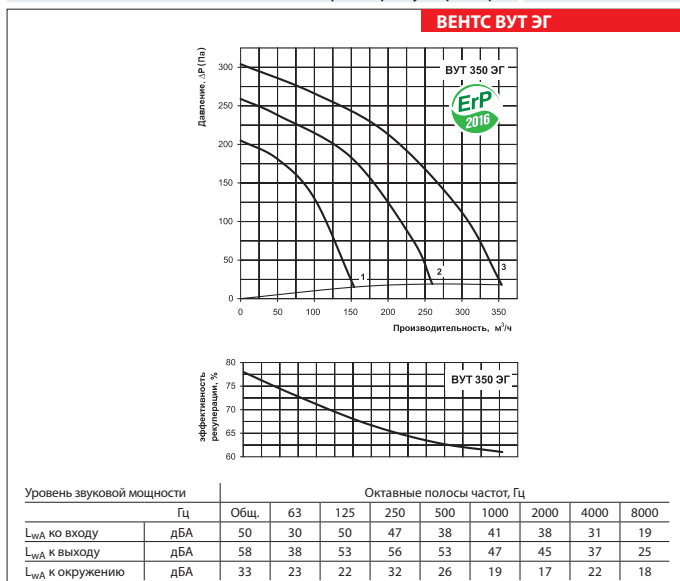 ВЕНТС ВУТ ЭГ
Давление, ΔР (Па)
ВУТ 350 ЭГ
ErP
2016
300
250
200
150
100
50
0
1
2
3
0 50 100 150 200 250 300 350
Производительность, м³/ч
эффективность
рекуперации, %
80
75
70
65
60
ВУТ 350 ЭГ
Уровень звуковой мощности Октавные полосы частот, Гц
Гц Общ. 63 125 250 500 1000 2000 4000 8000
LwA ко входу дБА 50 30 50 47 38 41 38 31 19
LwA к выходу дБА 58 38 53 56 53 47 45 37 25
LwA к окружению дБА 33 23 22 32 26 19 17 22 18